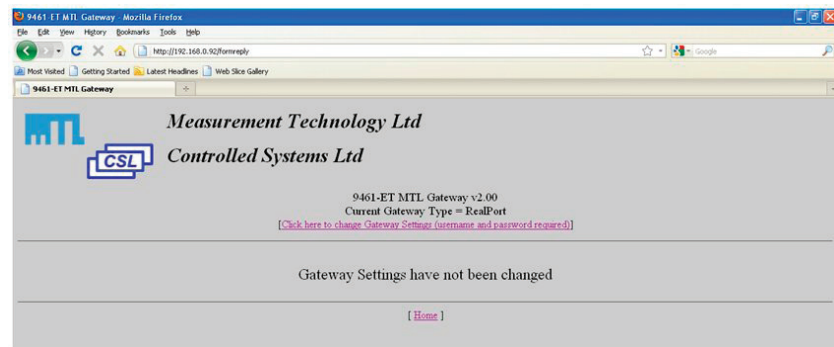 9461-ET MTL Gateway - Mozilla Firefox
File Edit View History Bookmarks Tools Help
http://192.168.0.92/formreply
Google
Most Visited Getting Started Latest Headlines Web Slice Gallery
9461-ET MTL Gateway
MTL
CSL
Measurement Technology Ltd
Controlled Systems Ltd
9461-ET MTL Gateway v2.00
Current Gateway Type = RealPort
[Click here to change Gateway Settings (username and password required)]
Gateway Settings have not been changed
[ Home ]